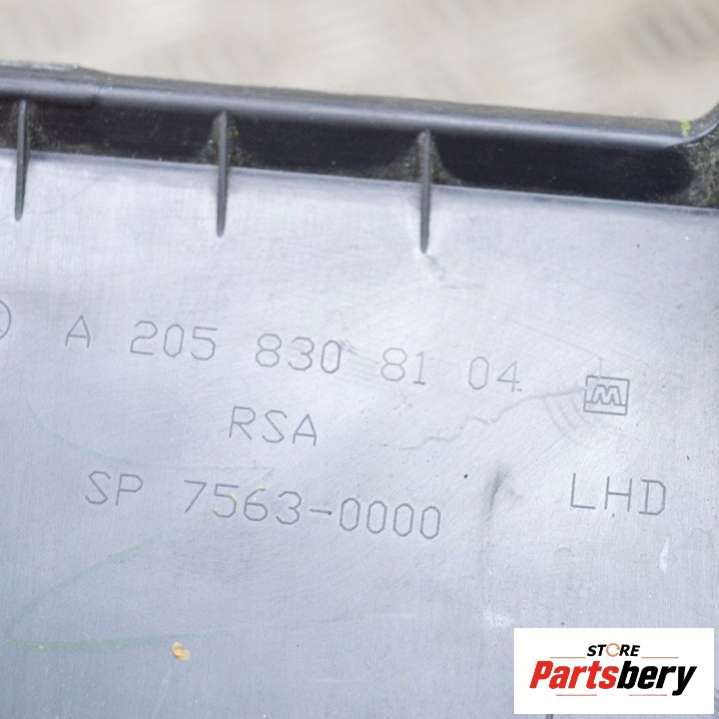 A 205 830 81 04
M
RSA
SP 7563-0000
LHD
STORE
Partsbery